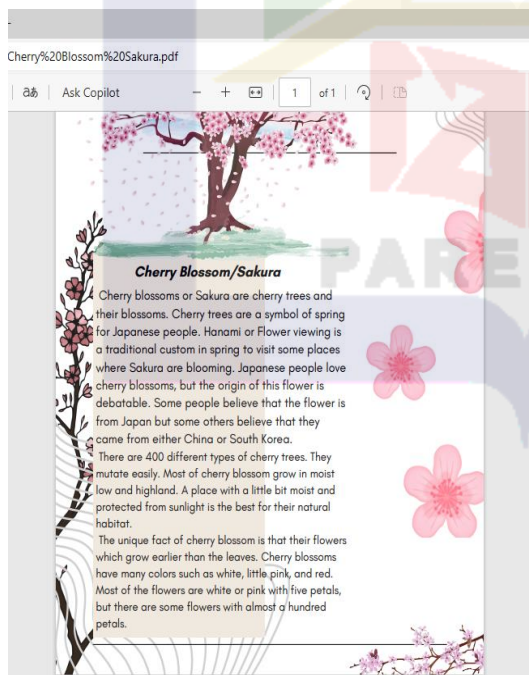 Cherry%20Blossom%20Sakura.pdf
aあ Ask Copilot − + 1 of 1
PARE
Cherry Blossom/Sakura
Cherry blossoms or Sakura are cherry trees and
their blossoms. Cherry trees are a symbol of spring
for Japanese people. Hanami or Flower viewing is
a traditional custom in spring to visit some places
where Sakura are blooming. Japanese people love
cherry blossoms, but the origin of this flower is
debatable. Some people believe that the flower is
from Japan but some others believe that they
came from either China or South Korea.
There are 400 different types of cherry trees. They
mutate easily. Most of cherry blossom grow in moist
low and highland. A place with a little bit moist and
protected from sunlight is the best for their natural
habitat.
The unique fact of cherry blossom is that their flowers
which grow earlier than the leaves. Cherry blossoms
have many colors such as white, little pink, and red.
Most of the flowers are white or pink with five petals,
but there are some flowers with almost a hundred
petals.